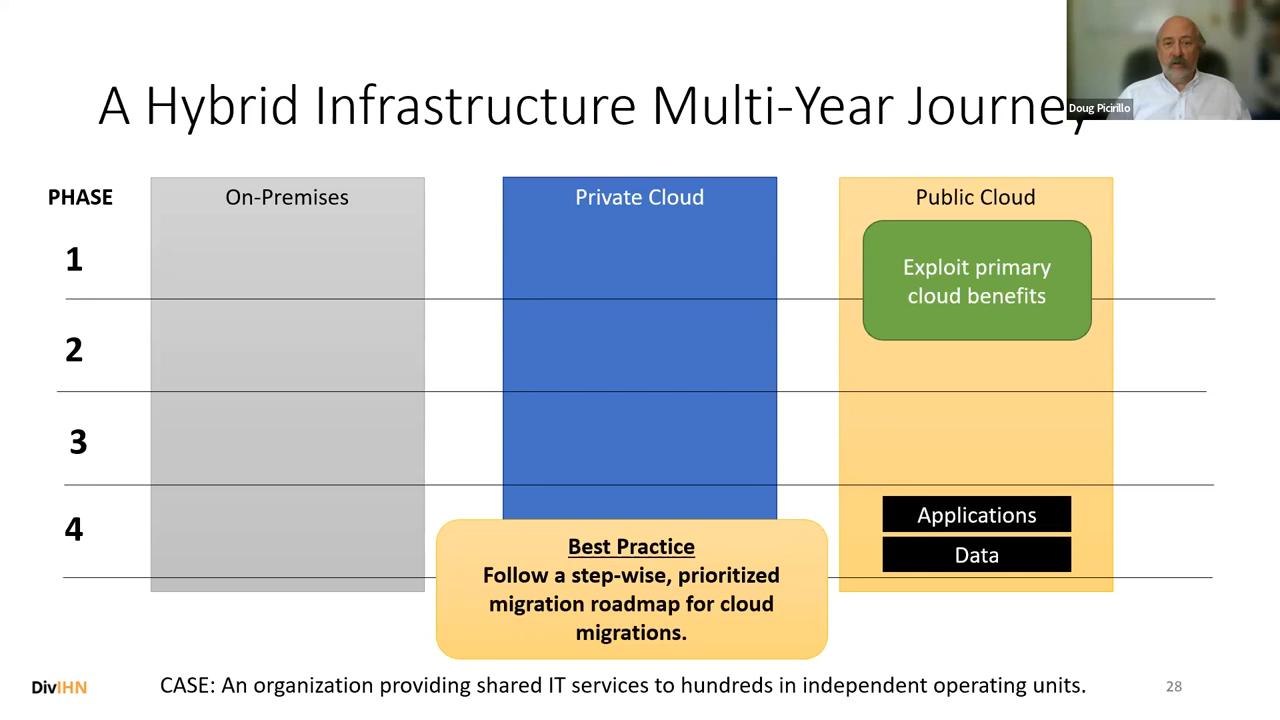 Doug Picirillo
A Hybrid Infrastructure Multi-Year Journey
PHASE
On-Premises
Private Cloud
Public Cloud
1
Exploit primary
cloud benefits
2
3
4
Applications
Data
Best Practice
Follow a step-wise, prioritized
migration roadmap for cloud
migrations.
DivIHN
CASE: An organization providing shared IT services to hundreds in independent operating units.
28